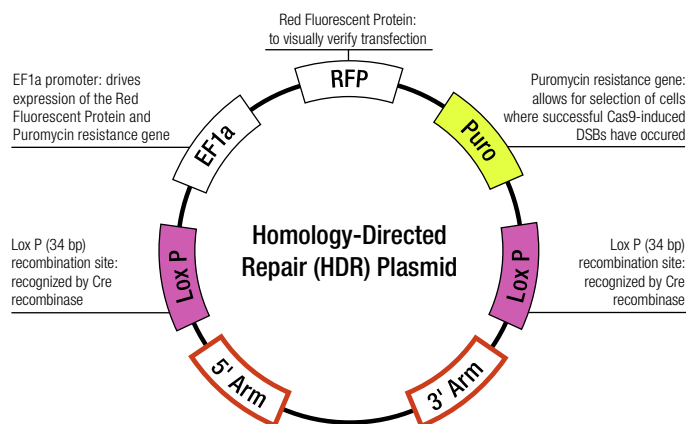 Red Fluorescent Protein:
to visually verify transfection
RFP
EF1a promoter: drives
expression of the Red
Fluorescent Protein and
Puromycin resistance gene
EF1a
Puro
Puromycin resistance gene:
allows for selection of cells
where successful Cas9-induced
DSBs have occured
Homology-Directed
Repair (HDR) Plasmid
Lox P (34 bp)
recombination site:
recognized by Cre
recombinase
Lox P
Lox P
Lox P (34 bp)
recombination site:
recognized by Cre
recombinase
5' Arm
3' Arm